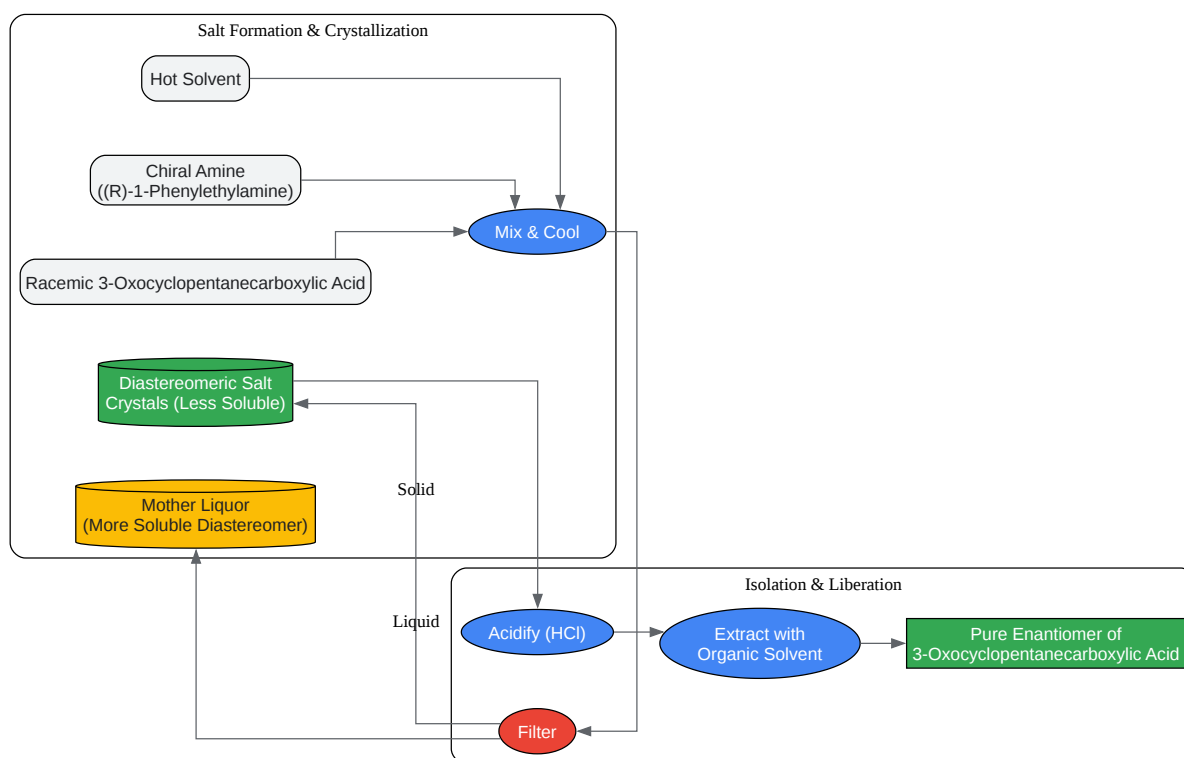 Salt Formation & Crystallization
Hot Solvent
Chiral Amine
((R)-1-Phenylethylamine)
Mix & Cool
Racemic 3-Oxocyclopentanecarboxylic Acid
Diastereomeric Salt
Crystals (Less Soluble)
Solid
Mother Liquor
(More Soluble Diastereomer)
Isolation & Liberation
Liquid
Acidify (HCl)
Extract with
Organic Solvent
Pure Enantiomer of
3-Oxocyclopentanecarboxylic Acid
Filter